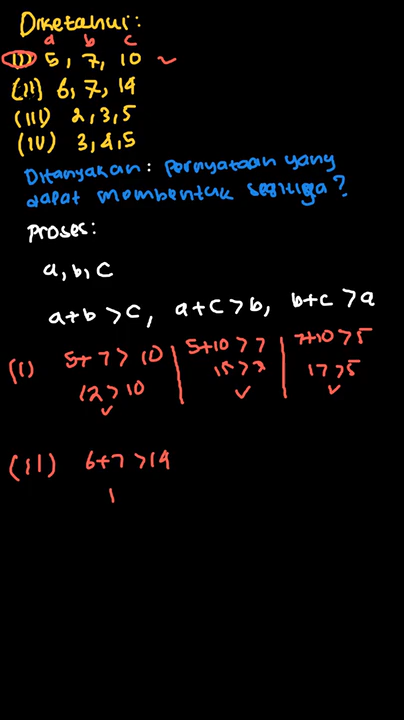 Diketahui:
a b c
(I) 5, 7, 10 ✓
(II) 6, 7, 14
(III) 2, 3, 5
(IV) 3, 4, 5
Ditanyakan: Pernyataan yang
dapat membentuk segitiga?
Proses:
a, b, c
a+b >c, a+c>b, b+c >a
(I) 5+7 > 10 | 5+10 > 7 | 7+10 >5
12 > 10 | 15 >7 | 17 >5
✓ ✓ ✓
(II) 6+7 >14
1